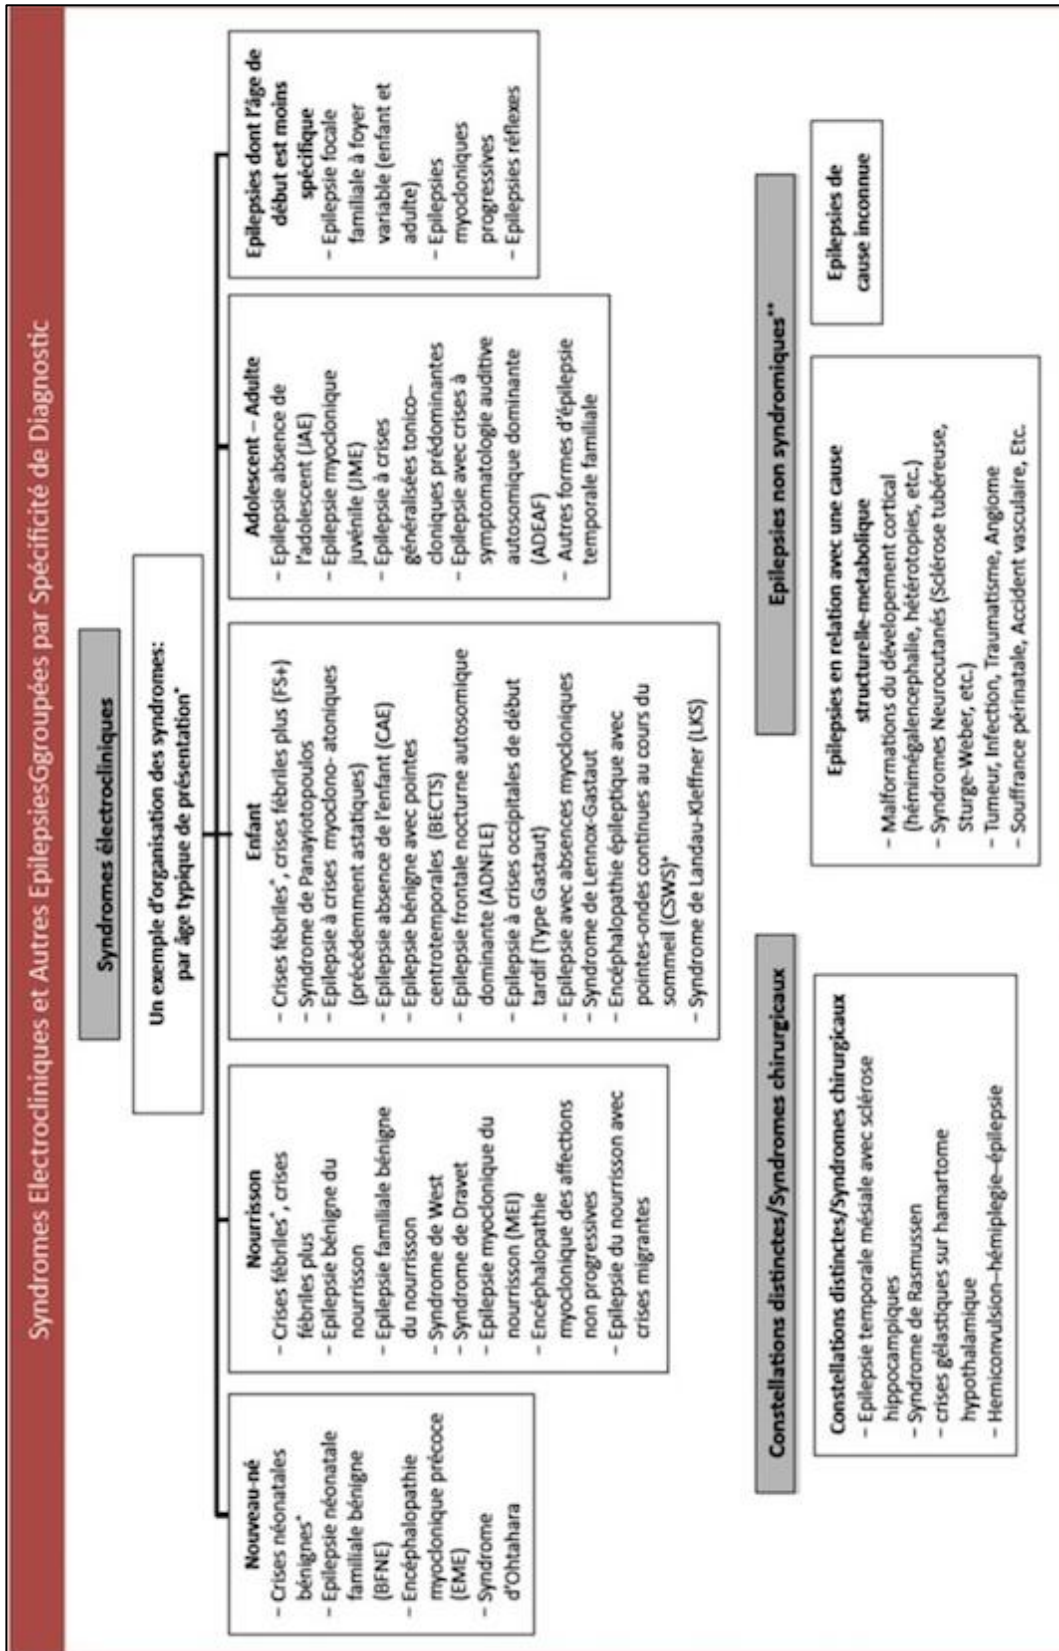 Syndromes Electrocliniques et Autres EpilepsiesGgroupées par Spécificité de Diagnostic
Syndromes électrocliniques
Un exemple d'organisation des syndromes:
par âge typique de présentation*
Nouveau-né
– Crises néonatales
bénignes^
– Epilepsie néonatale
familiale bénigne
(BFNE)
– Encéphalopathie
myoclonique précoce
(EME)
– Syndrome
d'Ohtahara
Nourrisson
– Crises fébriles^, crises
fébriles plus
– Epilepsie bénigne du
nourrisson
– Epilepsie familiale bénigne
du nourrisson
– Syndrome de West
– Syndrome de Dravet
– Epilepsie myoclonique du
nourrisson (MEI)
– Encéphalopathie
myoclonique des affections
non progressives
– Epilepsie du nourrisson avec
crises migrantes
Enfant
– Crises fébriles^, crises fébriles plus (FS+)
– Syndrome de Panayiotopoulos
– Epilepsie à crises myoclono- atoniques
(précédemment astatiques)
– Epilepsie absence de l'enfant (CAE)
– Epilepsie bénigne avec pointes
centrotemporales (BECTS)
– Epilepsie frontale nocturne autosomique
dominante (ADNFLE)
– Epilepsie à crises occipitales de début
tardif (Type Gastaut)
– Epilepsie avec absences myocloniques
– Syndrome de Lennox-Gastaut
– Encéphalopathie épileptique avec
pointes-ondes continues au cours du
sommeil (CSWS)+
– Syndrome de Landau-Kleffner (LKS)
Adolescent – Adulte
– Epilepsie absence de
l'adolescent (JAE)
– Epilepsie myoclonique
juvénile (JME)
– Epilepsie à crises
généralisées tonico–
cloniques prédominantes
– Epilepsie avec crises à
symptomatologie auditive
autosomique dominante
(ADEAF)
– Autres formes d'épilepsie
temporale familiale
Epilepsies dont l'âge de
début est moins
spécifique
– Epilepsie focale
familiale à foyer
variable (enfant et
adulte)
– Epilepsies
myocloniques
progressives
– Epilepsies réflexes
Constellations distinctes/Syndromes chirurgicaux
Constellations distinctes/Syndromes chirurgicaux
– Epilepsie temporale mésiale avec sclérose
hippocampiques
– Syndrome de Rasmussen
– crises gélastiques sur hamartome
hypothalamique
– Hemiconvulsion–hémiplegie–épilepsie
Epilepsies non syndromiques**
Epilepsies en relation avec une cause
structurelle-metabolique
– Malformations du dévelopement cortical
(hémimégalencephalie, hétérotopies, etc.)
– Syndromes Neurocutanés (Sclérose tubéreuse,
Sturge-Weber, etc.)
– Tumeur, Infection, Traumatisme, Angiome
– Souffrance périnatale, Accident vasculaire, Etc.
Epilepsies de
cause inconnue